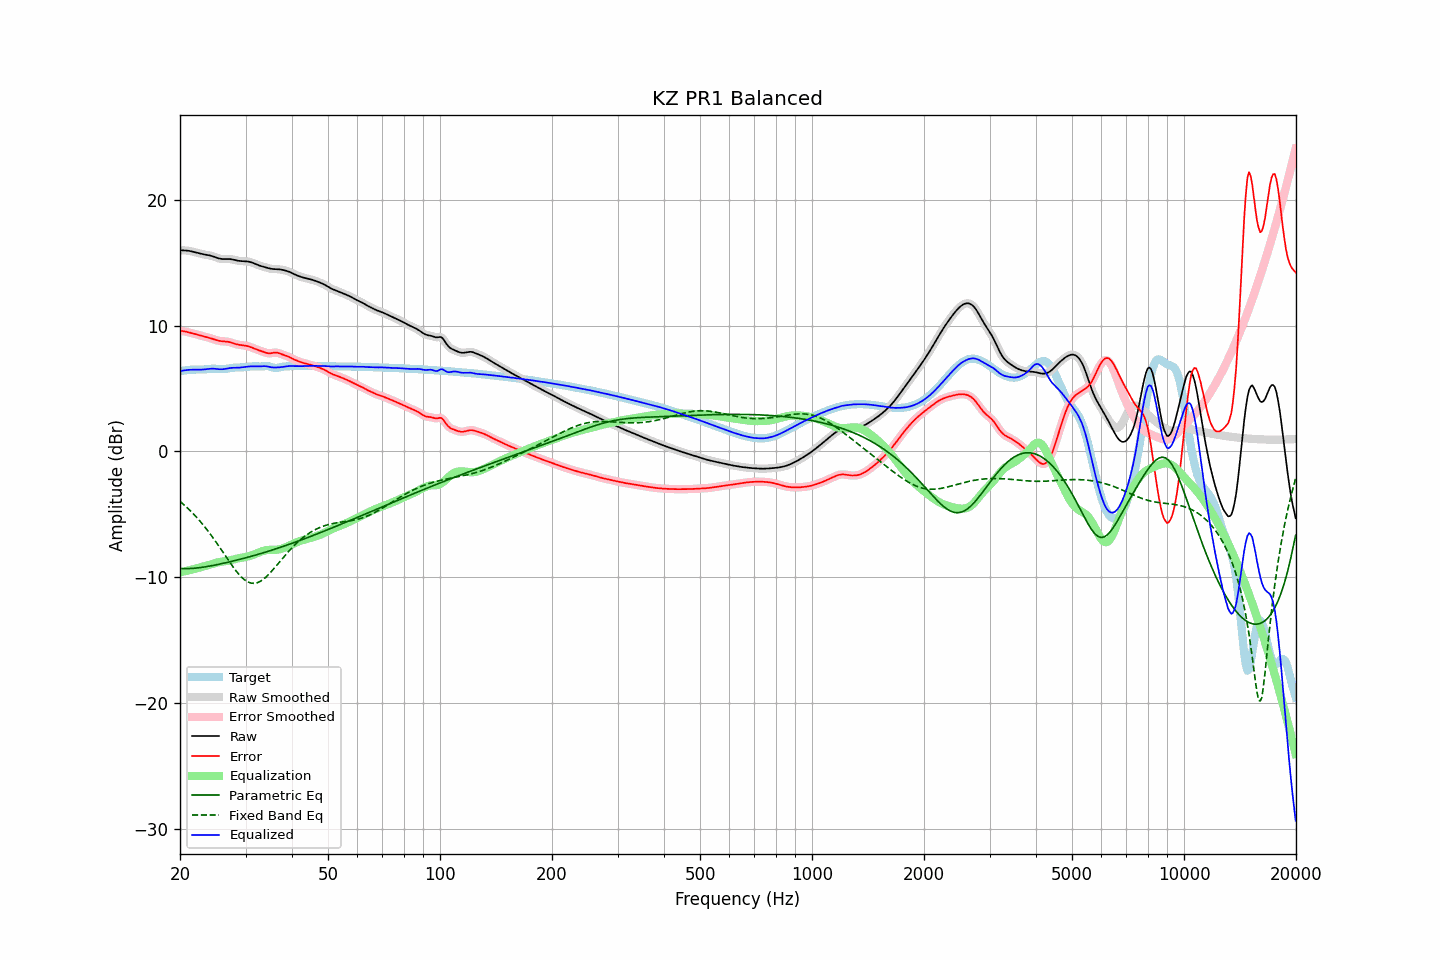 KZ PR1 Balanced
Amplitude (dBr)
20
10
0
−10
−20
−30
Target
Raw Smoothed
Error Smoothed
Raw
Error
Equalization
Parametric Eq
Fixed Band Eq
Equalized
20 50 100 200 500 1000 2000 5000 10000 20000
Frequency (Hz)